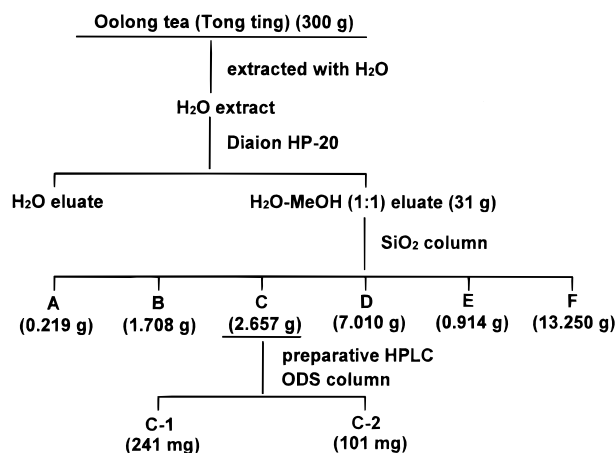 Oolong tea (Tong ting) (300 g)
extracted with H₂O
H₂O extract
Diaion HP-20
H₂O eluate H₂O-MeOH (1:1) eluate (31 g)
SiO₂ column
A B C D E F
(0.219 g) (1.708 g) (2.657 g) (7.010 g) (0.914 g) (13.250 g)
preparative HPLC
ODS column
C-1 C-2
(241 mg) (101 mg)